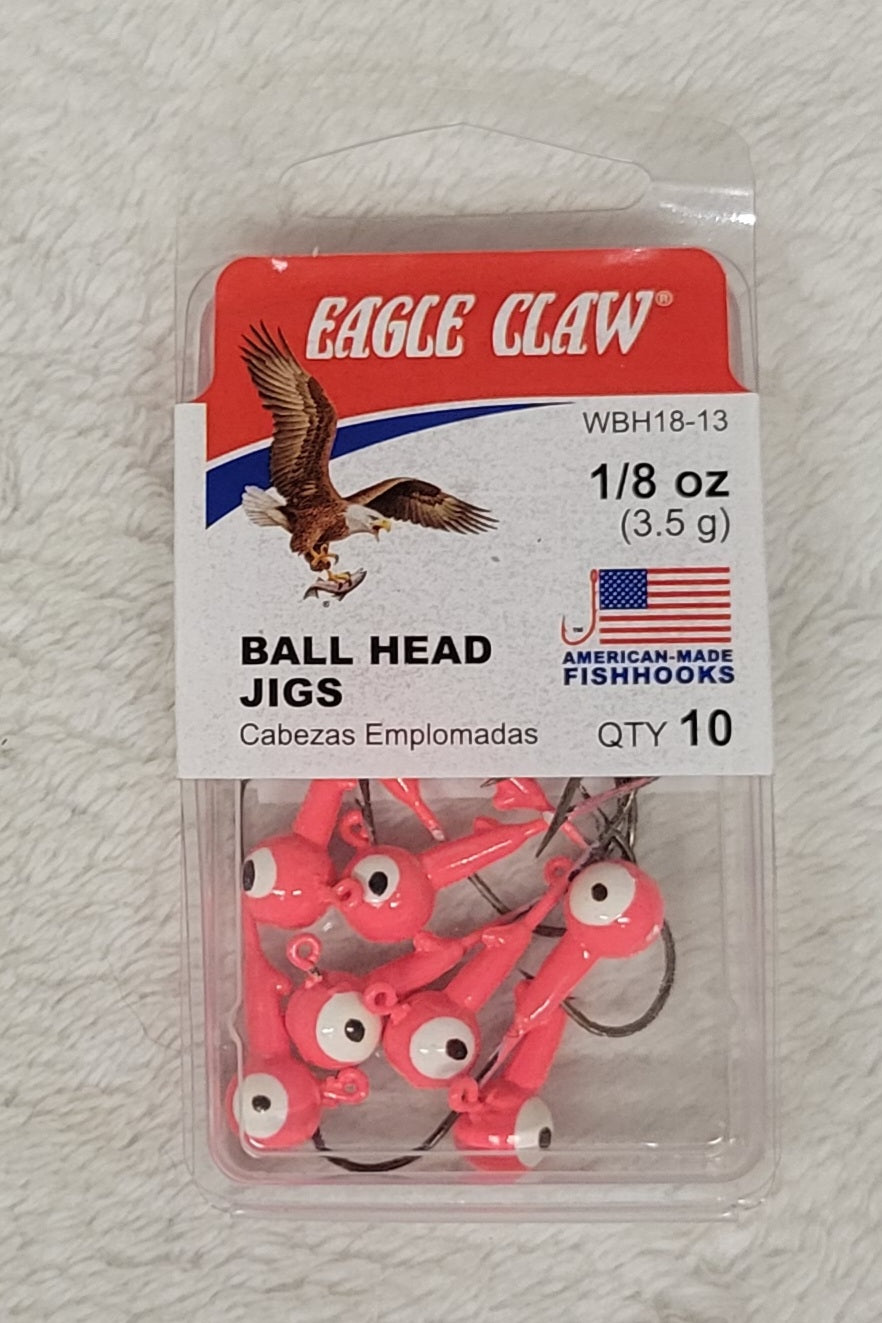 EAGLE CLAW®
WBH18-13
1/8 oz
(3.5 g)
BALL HEAD
JIGS
Cabezas Emplomadas
™
AMERICAN-MADE
FISHHOOKS
QTY 10